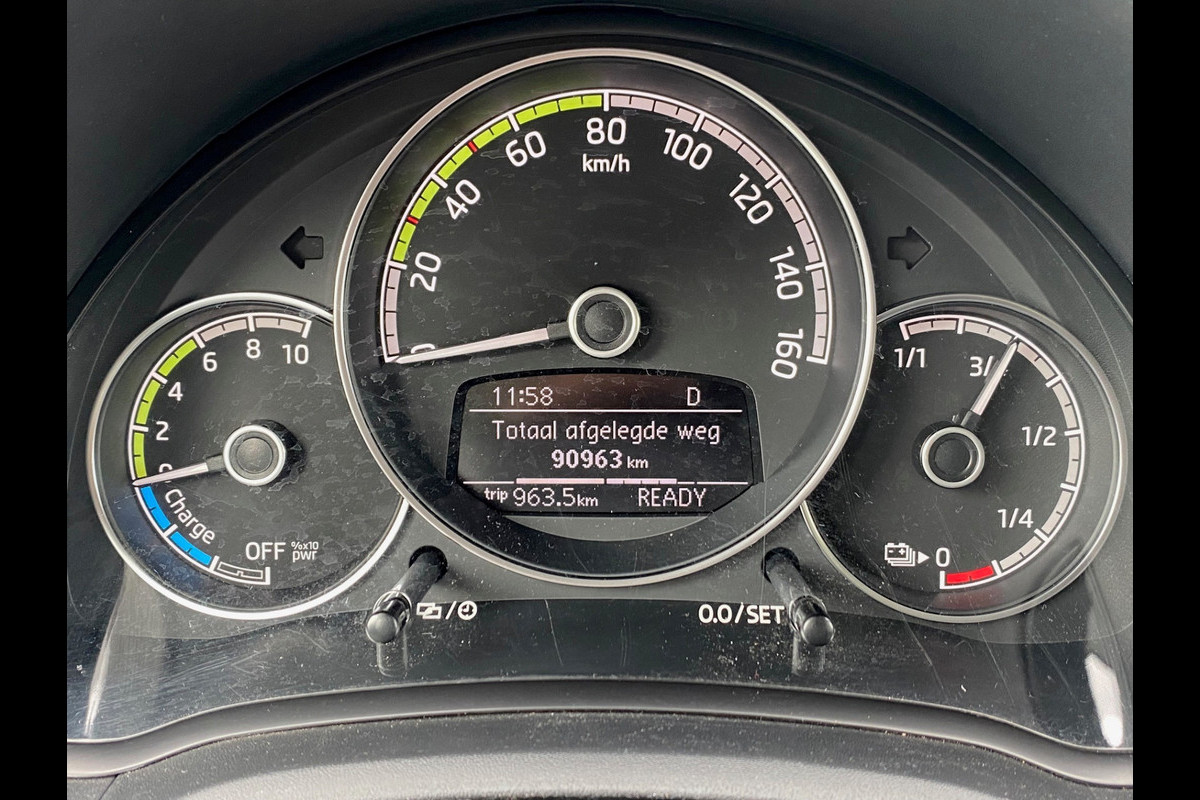 0
20
40
60
80
100
120
140
160
km/h
0
2
4
6
8
10
Charge
OFF %x10
pwr
11:58 D
Totaal afgelegde weg
90963 km
trip 963.5km READY
1/1
3/
1/2
1/4
0
0.0/SET